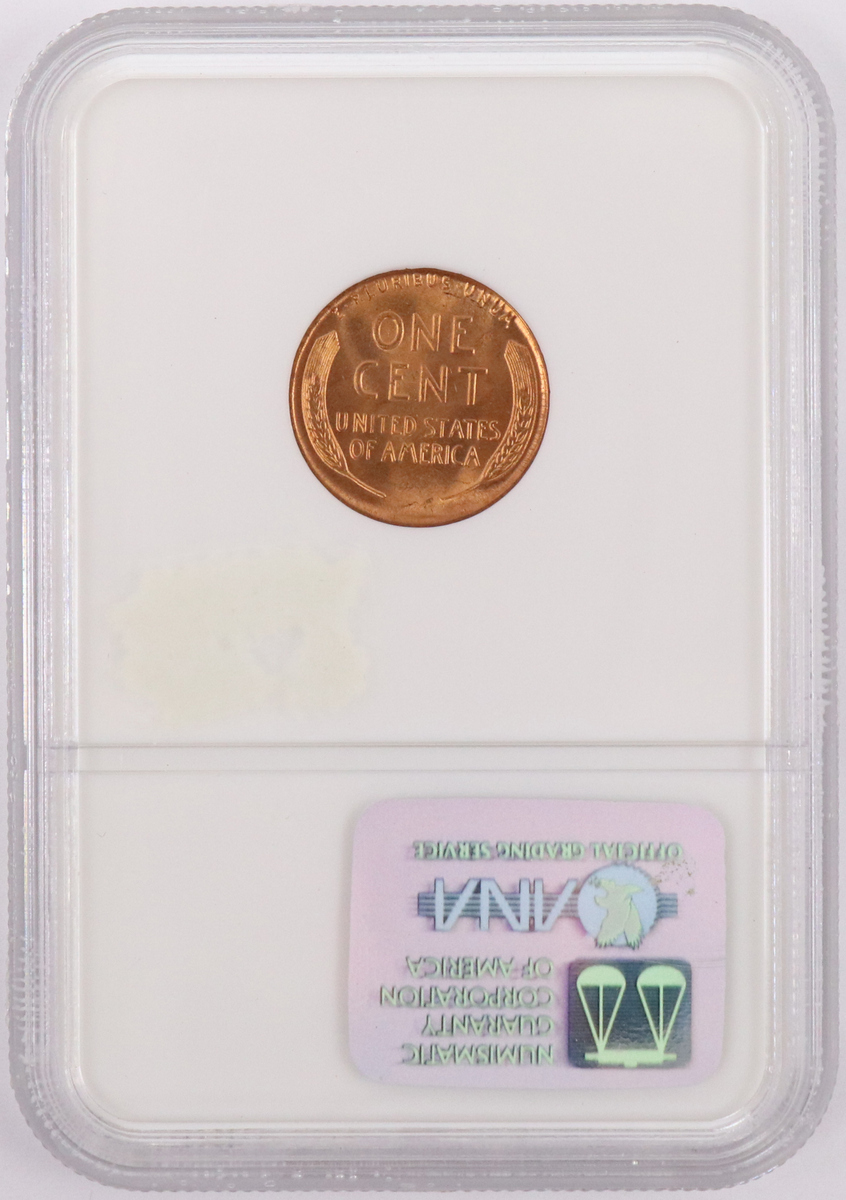 E PLURIBUS UNUM
ONE
CENT
UNITED STATES
OF AMERICA
NUMISMATIC
GUARANTY
CORPORATION
OF AMERICA
ANA
OFFICIAL GRADING SERVICE